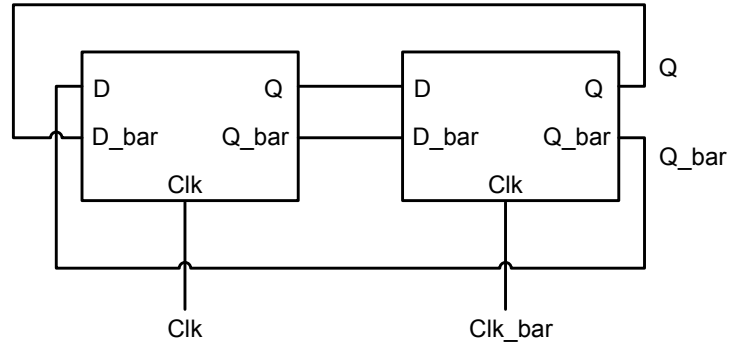 D Q D Q Q
D_bar Q_bar D_bar Q_bar Q_bar
Clk Clk
Clk Clk_bar